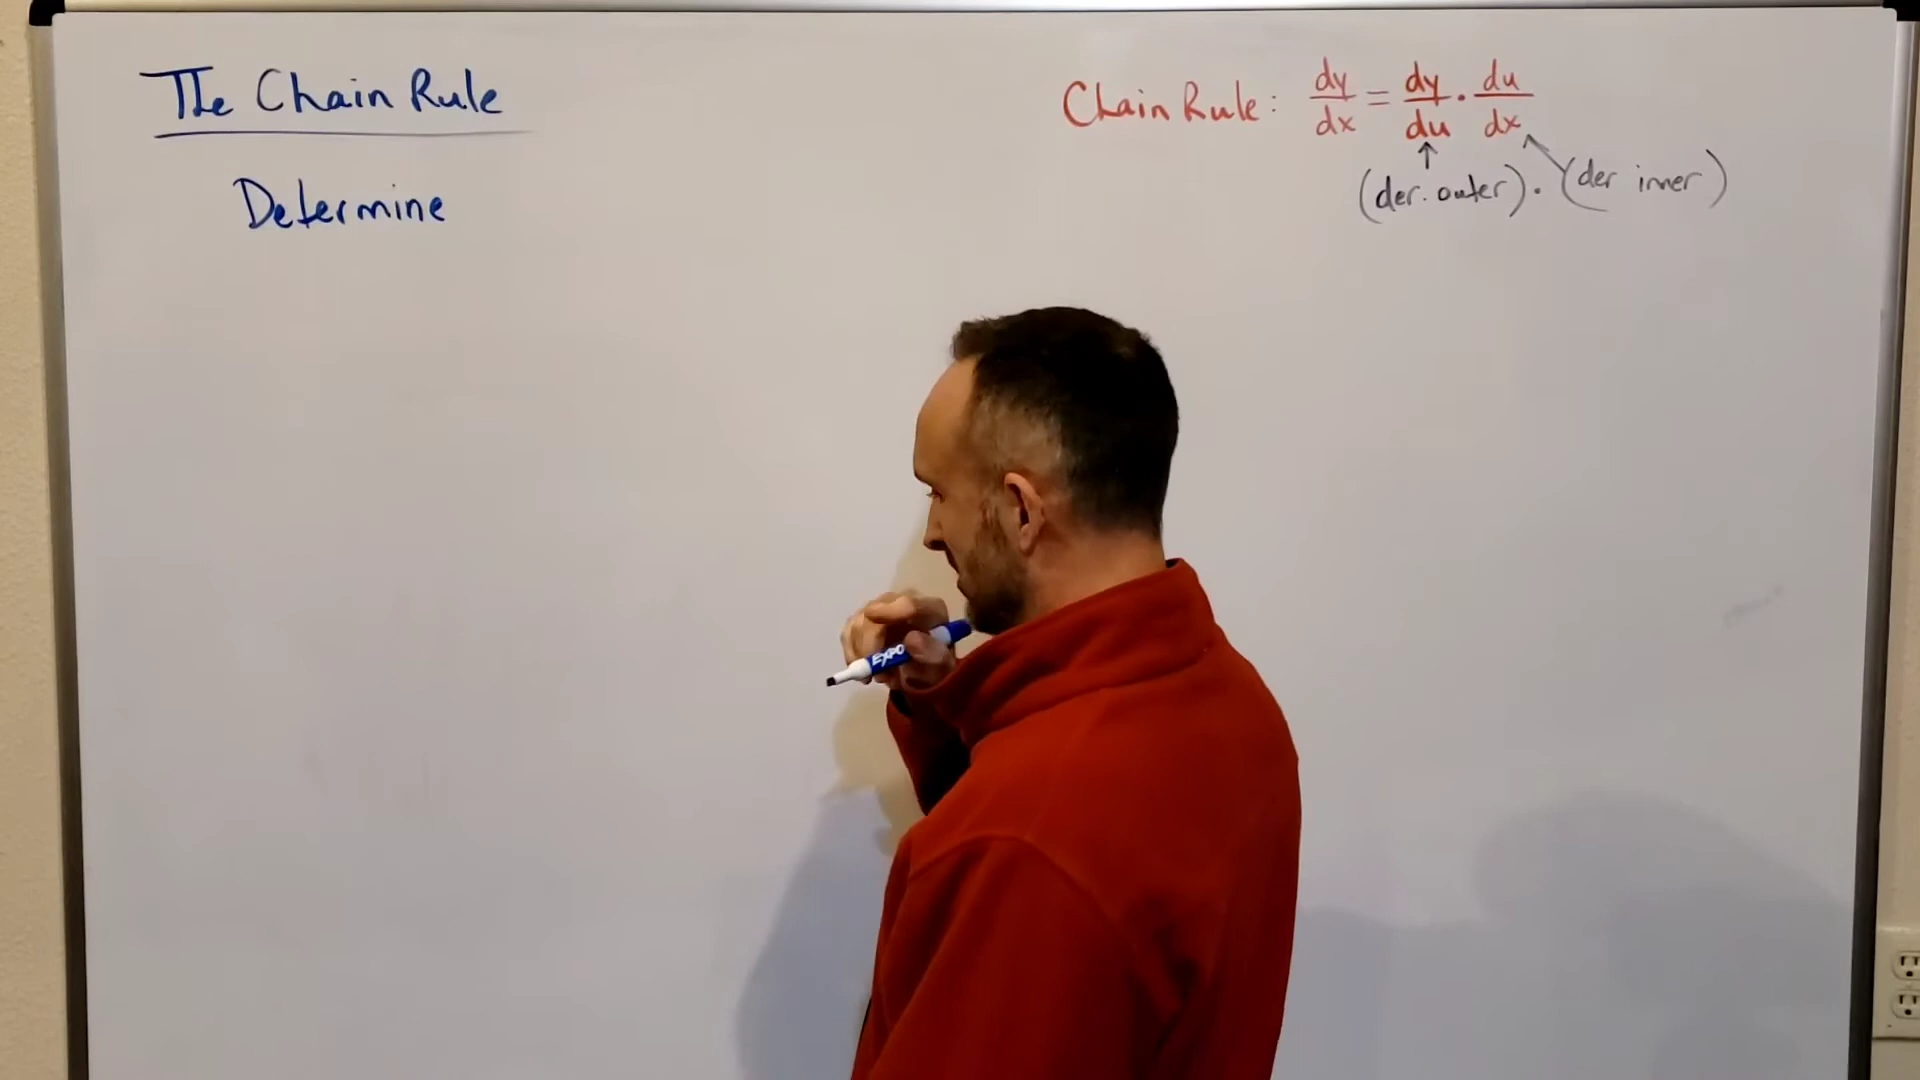 The Chain Rule
Determine
Chain Rule: dy/dx = dy/du · du/dx
↑
(der. outer) · (der inner)
EXPO